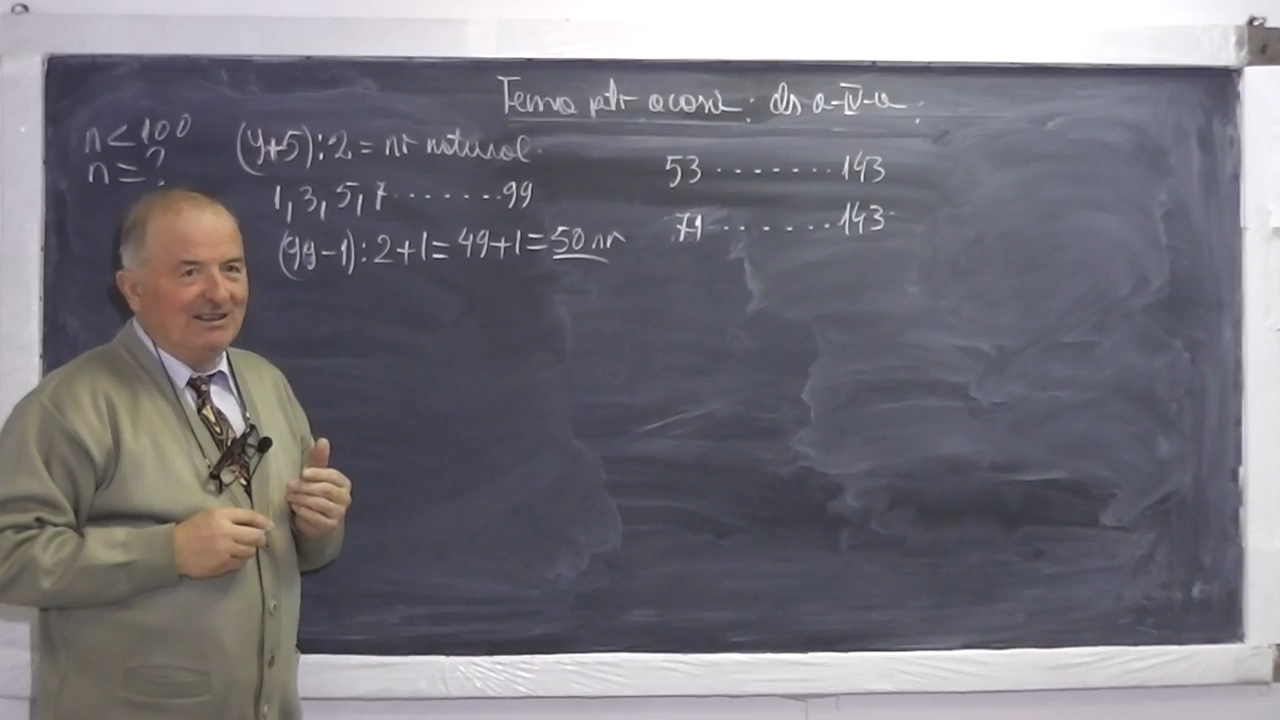 Tema ptr acasă: cls a-IV-a.
n < 100
n = ?
(y+5):2 = nr natural.
1, 3, 5, 7 ........ 99
(99-1):2+1 = 49+1 = 50 nr
53 ........ 143
71 ........ 143